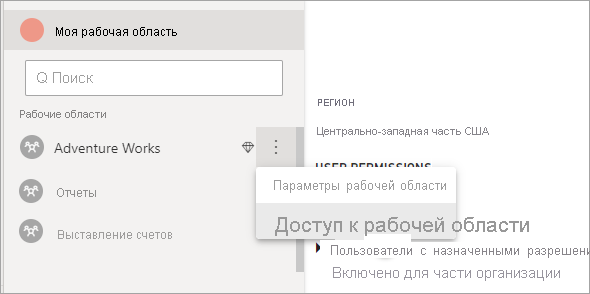 Моя рабочая область
Поиск
Рабочие области
Adventure Works
Отчеты
Выставление счетов
РЕГИОН
Центрально-западная часть США
USER PERMISSIONS
Параметры рабочей области
Доступ к рабочей области
Пользователи с назначенными
Включено для части организации